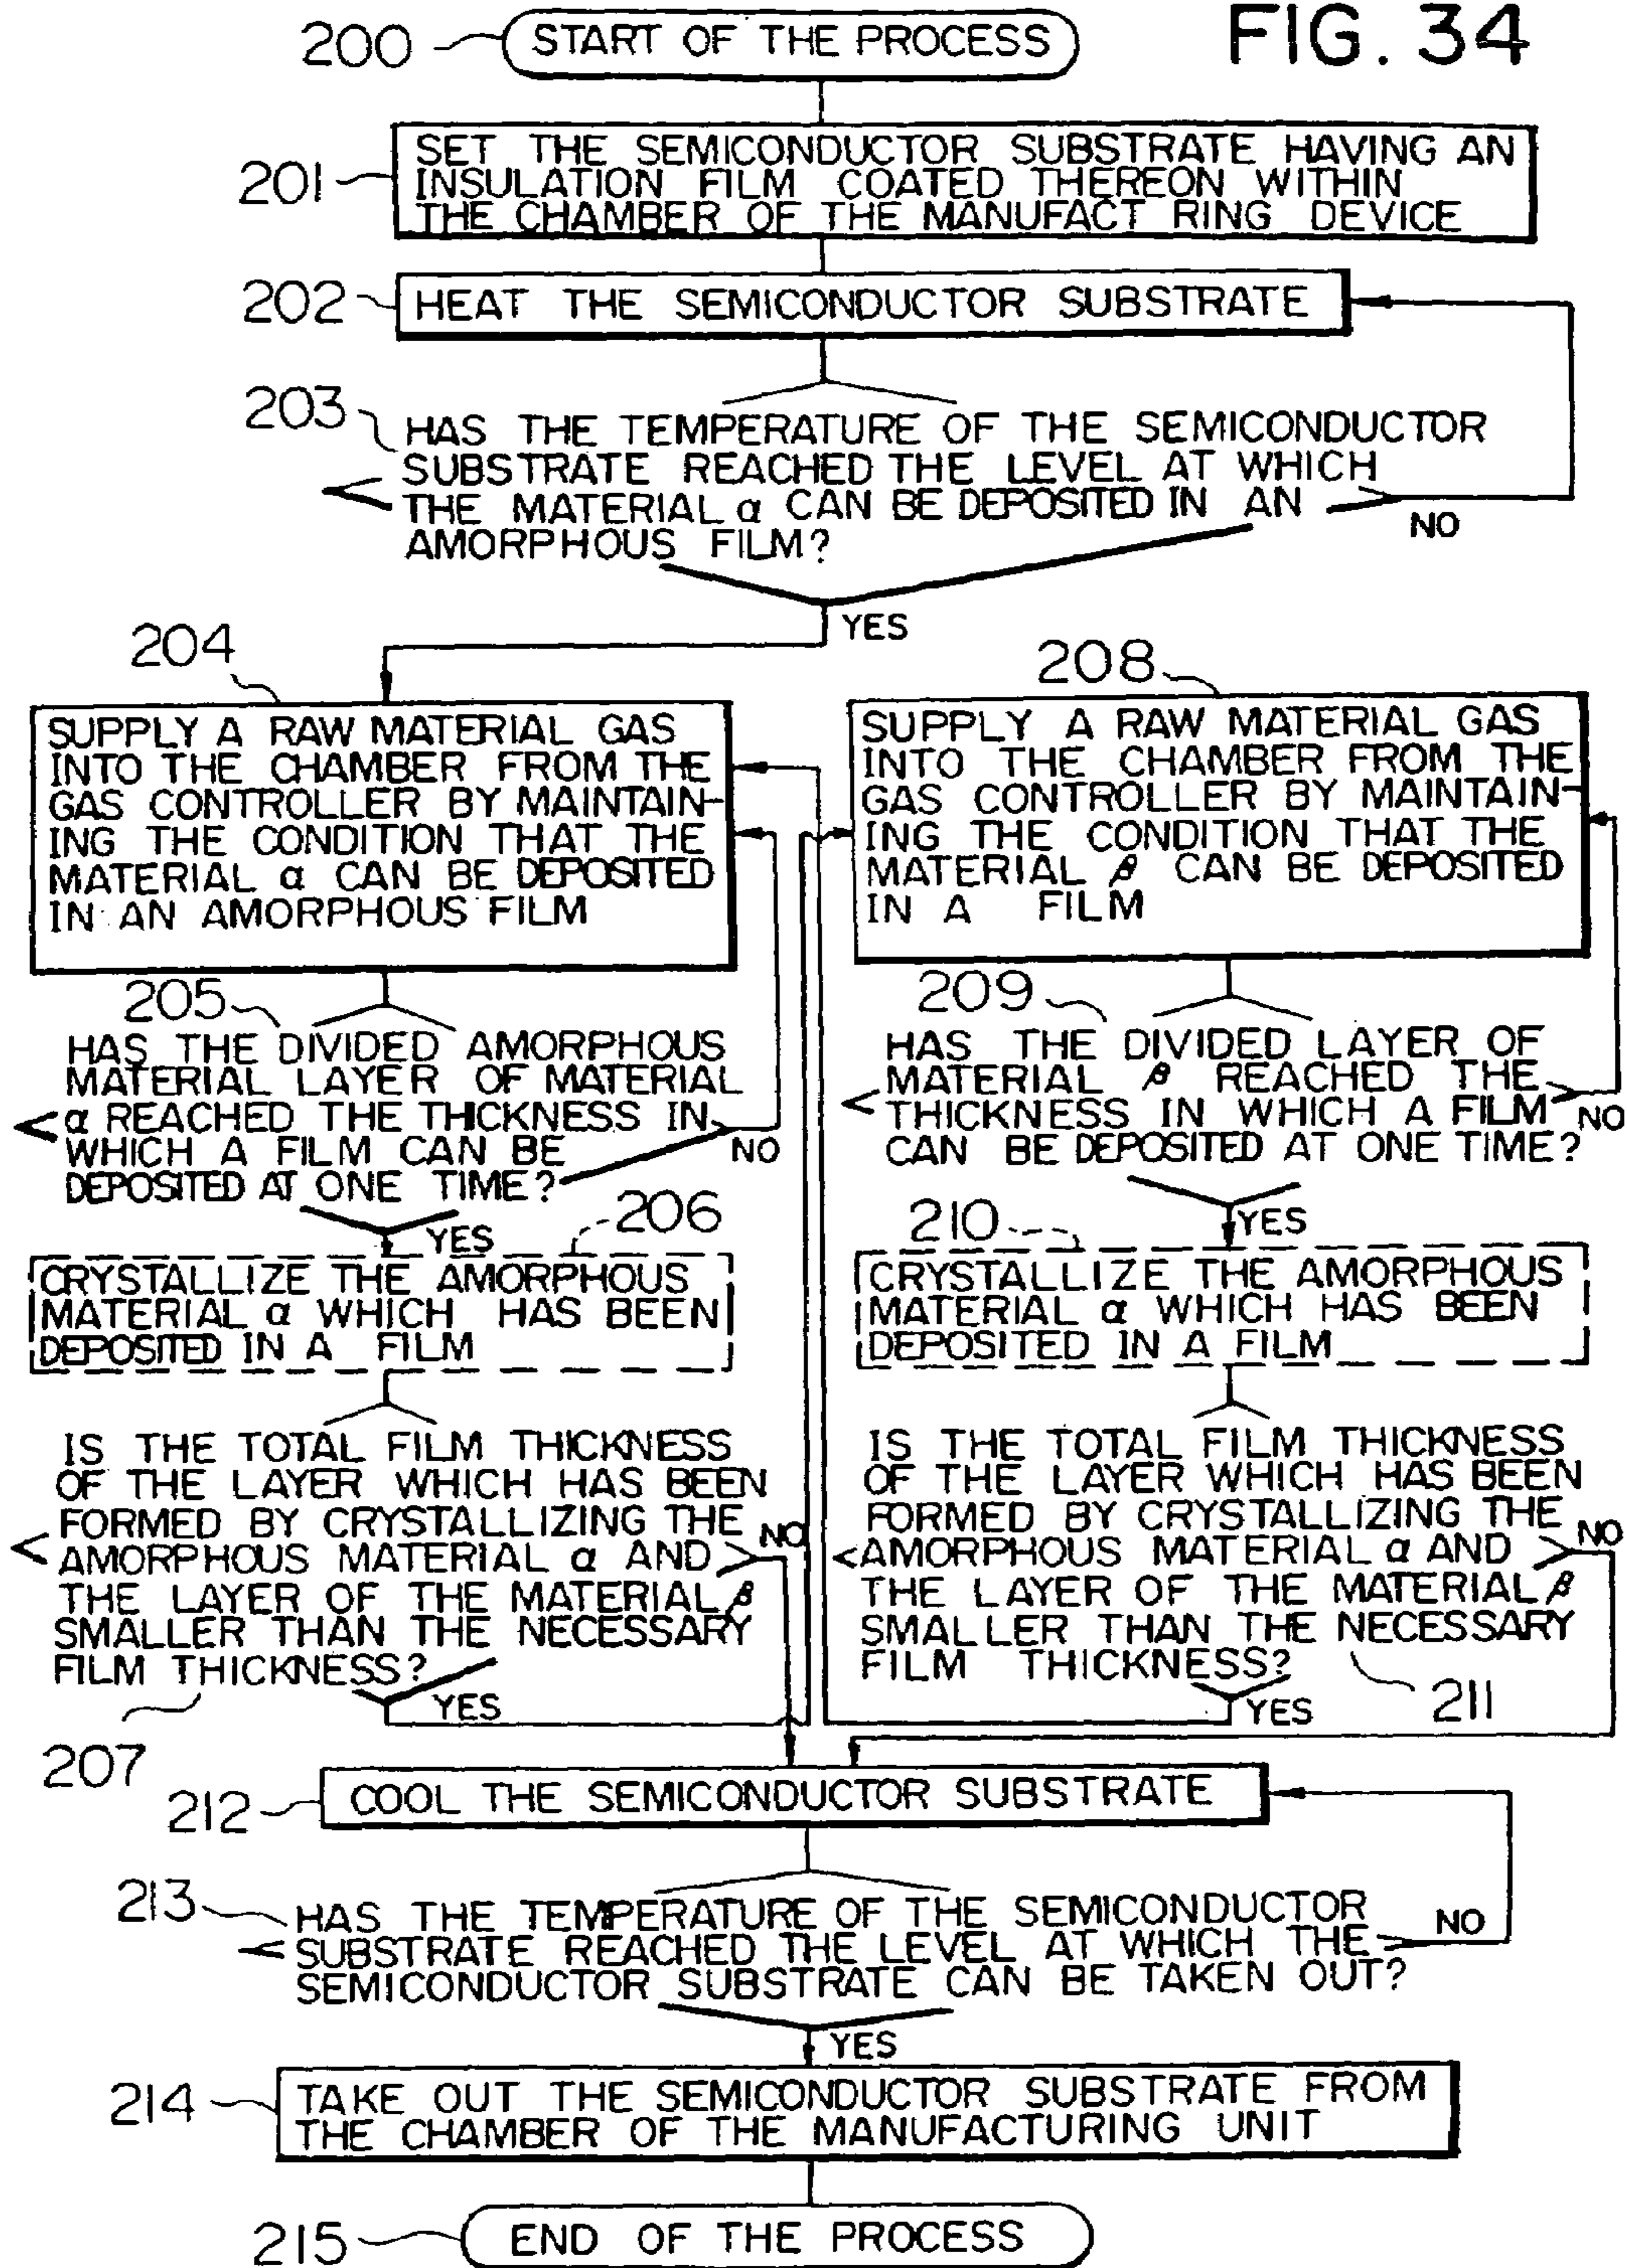 FIG. 34
200
START OF THE PROCESS
201
SET THE SEMICONDUCTOR SUBSTRATE HAVING AN
INSULATION FILM COATED THEREON WITHIN
THE CHAMBER OF THE MANUFACT RING DEVICE
202
HEAT THE SEMICONDUCTOR SUBSTRATE
203
HAS THE TEMPERATURE OF THE SEMICONDUCTOR
SUBSTRATE REACHED THE LEVEL AT WHICH
THE MATERIAL α CAN BE DEPOSITED IN AN
AMORPHOUS FILM?
NO
YES
204
SUPPLY A RAW MATERIAL GAS
INTO THE CHAMBER FROM THE
GAS CONTROLLER BY MAINTAIN-
ING THE CONDITION THAT THE
MATERIAL α CAN BE DEPOSITED
IN AN AMORPHOUS FILM
205
HAS THE DIVIDED AMORPHOUS
MATERIAL LAYER OF MATERIAL
α REACHED THE THICKNESS IN
WHICH A FILM CAN BE
DEPOSITED AT ONE TIME?
NO
YES
206
CRYSTALLIZE THE AMORPHOUS
MATERIAL α WHICH HAS BEEN
DEPOSITED IN A FILM
IS THE TOTAL FILM THICKNESS
OF THE LAYER WHICH HAS BEEN
FORMED BY CRYSTALLIZING THE
AMORPHOUS MATERIAL α AND
THE LAYER OF THE MATERIAL β
SMALLER THAN THE NECESSARY
FILM THICKNESS?
NO
YES
207
208
SUPPLY A RAW MATERIAL GAS
INTO THE CHAMBER FROM THE
GAS CONTROLLER BY MAINTAIN-
ING THE CONDITION THAT THE
MATERIAL β CAN BE DEPOSITED
IN A FILM
209
HAS THE DIVIDED LAYER OF
MATERIAL β REACHED THE
THICKNESS IN WHICH A FILM
CAN BE DEPOSITED AT ONE TIME?
NO
YES
210
CRYSTALLIZE THE AMORPHOUS
MATERIAL α WHICH HAS BEEN
DEPOSITED IN A FILM
IS THE TOTAL FILM THICKNESS
OF THE LAYER WHICH HAS BEEN
FORMED BY CRYSTALLIZING THE
AMORPHOUS MATERIAL α AND
THE LAYER OF THE MATERIAL β
SMALLER THAN THE NECESSARY
FILM THICKNESS?
NO
YES
211
212
COOL THE SEMICONDUCTOR SUBSTRATE
213
HAS THE TEMPERATURE OF THE SEMICONDUCTOR
SUBSTRATE REACHED THE LEVEL AT WHICH THE
SEMICONDUCTOR SUBSTRATE CAN BE TAKEN OUT?
NO
YES
214
TAKE OUT THE SEMICONDUCTOR SUBSTRATE FROM
THE CHAMBER OF THE MANUFACTURING UNIT
215
END OF THE PROCESS